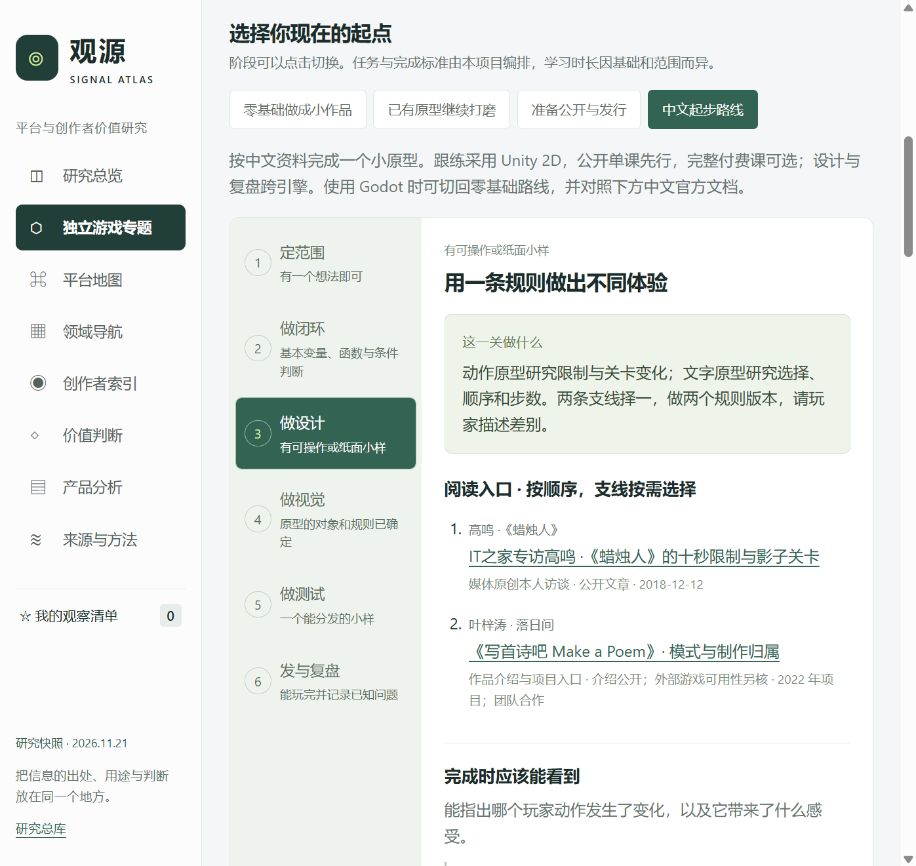 观源
SIGNAL ATLAS
平台与创作者价值研究
研究总览
独立游戏专题
平台地图
领域导航
创作者索引
价值判断
产品分析
来源与方法
☆ 我的观察清单 0
研究快照 · 2026.11.21
把信息的出处、用途与判断
放在同一个地方。
研究总库
选择你现在的起点
阶段可以点击切换。任务与完成标准由本项目编排，学习时长因基础和范围而异。
零基础做成小作品
已有原型继续打磨
准备公开与发行
中文起步路线
按中文资料完成一个小原型。跟练采用 Unity 2D，公开单课先行，完整付费课可选；设计与
复盘跨引擎。使用 Godot 时可切回零基础路线，并对照下方中文官方文档。
1 定范围
有一个想法即可
2 做闭环
基本变量、函数与条件
判断
3 做设计
有可操作或纸面小样
4 做视觉
原型的对象和规则已确
定
5 做测试
一个能分发的小样
6 发与复盘
能玩完并记录已知问题
有可操作或纸面小样
用一条规则做出不同体验
这一关做什么
动作原型研究限制与关卡变化；文字原型研究选择、
顺序和步数。两条支线择一，做两个规则版本，请玩
家描述差别。
阅读入口 · 按顺序，支线按需选择
1. 高鸣 ·《蜡烛人》
IT之家专访高鸣 ·《蜡烛人》的十秒限制与影子关卡
媒体原创本人访谈 · 公开文章 · 2018-12-12
2. 叶梓涛 · 落日间
《写首诗吧 Make a Poem》· 模式与制作归属
作品介绍与项目入口 · 介绍公开；外部游戏可用性另核 · 2022 年项
目；团队合作
完成时应该能看到
能指出哪个玩家动作发生了变化，以及它带来了什么感
受。